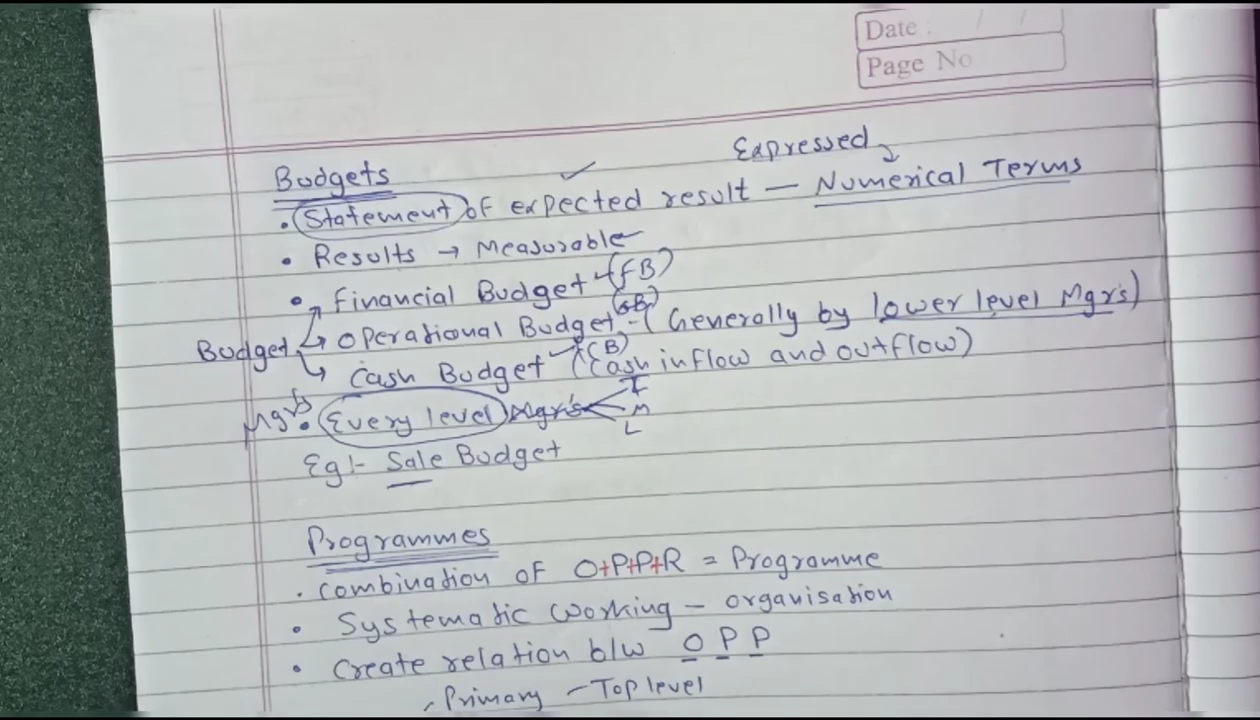 Date : / /
Page No
Expressed
Budgets
• Statement of expected result — Numerical Terms
• Results → Measurable
• Financial Budget (FB)
Budget → Operational Budget (OB) - (Generally by lower level Mgr's)
Cash Budget (CB) (Cash inflow and outflow)
Mgr's • Every level Mgr's T
M
L
Eg:- Sale Budget
Programmes
• Combination of O+P+P+R = Programme
• Systematic Working — organisation
• Create relation b/w O P P
Primary — Top level